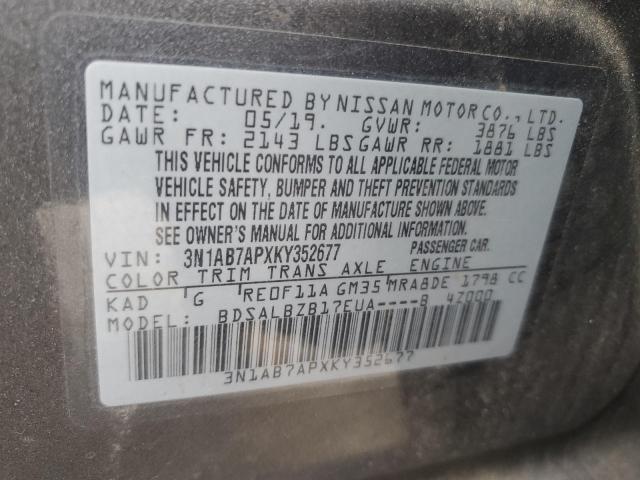 MANUFACTURED BY NISSAN MOTOR CO., LTD.
DATE: 05/19. GVWR: 3876 LBS
GAWR FR: 2143 LBS GAWR RR: 1881 LBS
THIS VEHICLE CONFORMS TO ALL APPLICABLE FEDERAL MOTOR
VEHICLE SAFETY, BUMPER AND THEFT PREVENTION STANDARDS
IN EFFECT ON THE DATE OF MANUFACTURE SHOWN ABOVE.
SEE OWNER'S MANUAL FOR ADDITIONAL INFORMATION.
VIN: 3N1AB7APXKY352677 PASSENGER CAR.
COLOR TRIM TRANS AXLE ENGINE
KAD G RE0F11A GM35 MRA8DE 1798 CC
MODEL: BDSALBZB17EUA----B 4Z000
3N1AB7APXKY352677